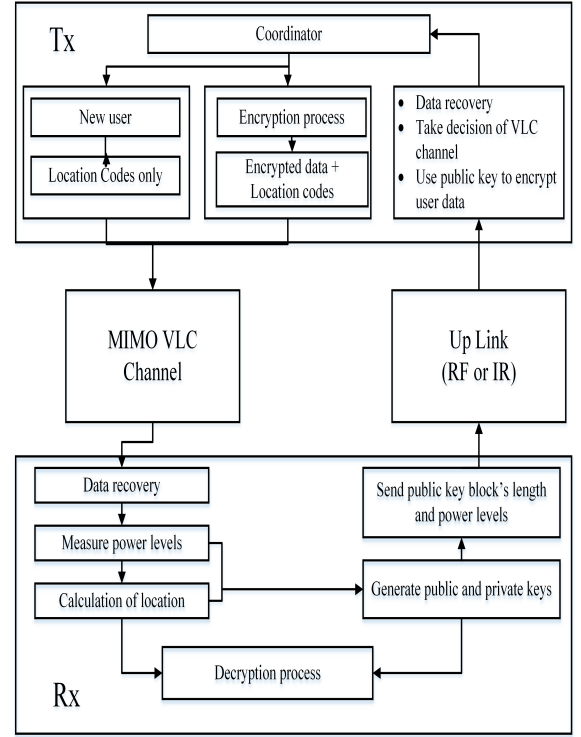 Tx
Coordinator
New user
Location Codes only
Encryption process
Encrypted data +
Location codes
• Data recovery
• Take decision of VLC
channel
• Use public key to encrypt
user data
MIMO VLC
Channel
Up Link
(RF or IR)
Data recovery
Measure power levels
Calculation of location
Send public key block's length
and power levels
Generate public and private keys
Decryption process
Rx